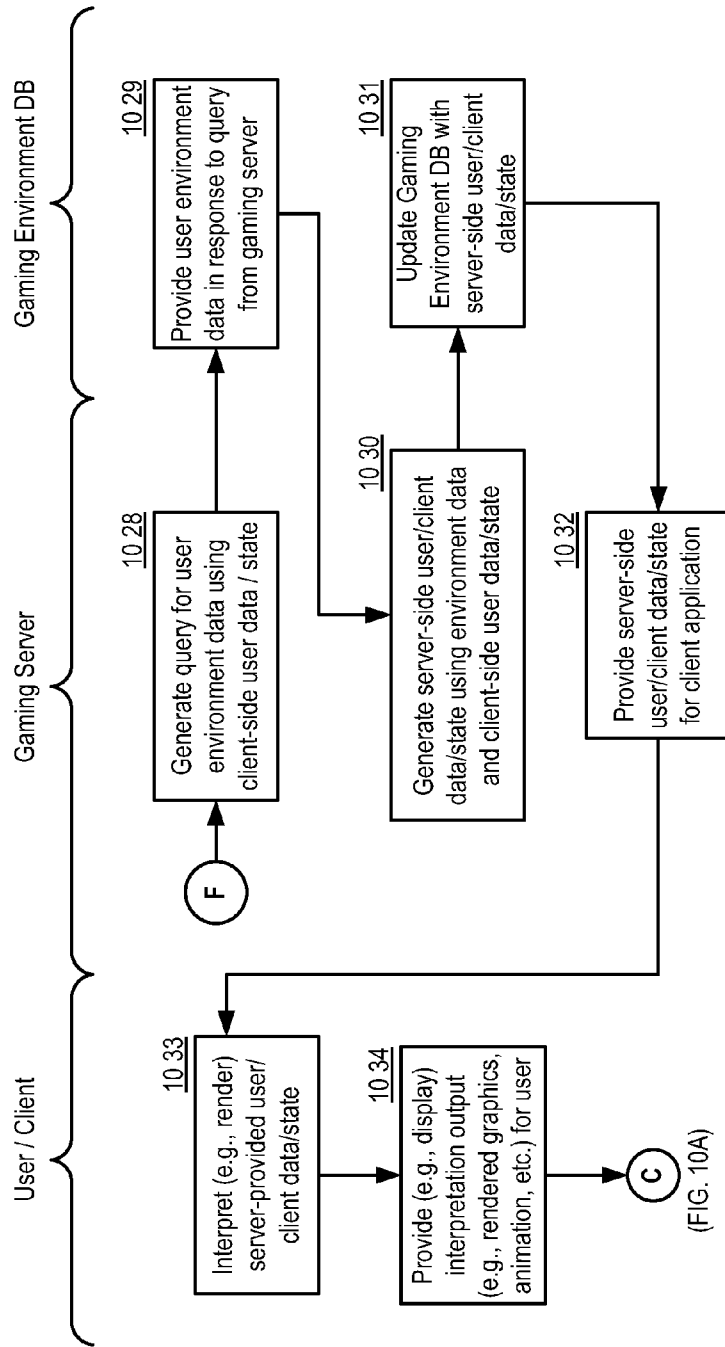 User / Client
Gaming Server
Gaming Environment DB
F
10 28
Generate query for user
environment data using
client-side user data / state
10 29
Provide user environment
data in response to query
from gaming server
10 30
Generate server-side user/client
data/state using environment data
and client-side user data/state
10 31
Update Gaming
Environment DB with
server-side user/client
data/state
10 32
Provide server-side
user/client data/state
for client application
10 33
Interpret (e.g., render)
server-provided user/
client data/state
10 34
Provide (e.g., display)
interpretation output
(e.g., rendered graphics,
animation, etc.) for user
C
(FIG. 10A)